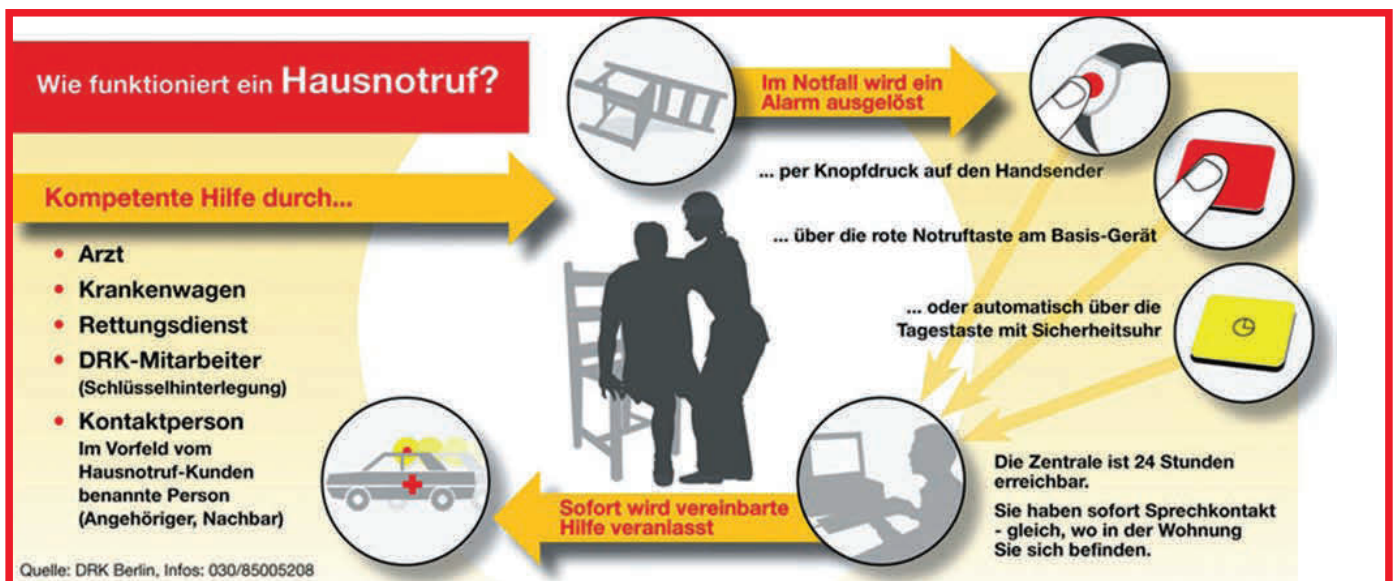 Wie funktioniert ein Hausnotruf?
Im Notfall wird ein
Alarm ausgelöst
... per Knopfdruck auf den Handsender
... über die rote Notruftaste am Basis-Gerät
... oder automatisch über die
Tagestaste mit Sicherheitsuhr
Die Zentrale ist 24 Stunden
erreichbar.
Sie haben sofort Sprechkontakt
- gleich, wo in der Wohnung
Sie sich befinden.
Sofort wird vereinbarte
Hilfe veranlasst
Kompetente Hilfe durch...
• Arzt
• Krankenwagen
• Rettungsdienst
• DRK-Mitarbeiter
(Schlüsselhinterlegung)
• Kontaktperson
Im Vorfeld vom
Hausnotruf-Kunden
benannte Person
(Angehöriger, Nachbar)
Quelle: DRK Berlin, Infos: 030/85005208